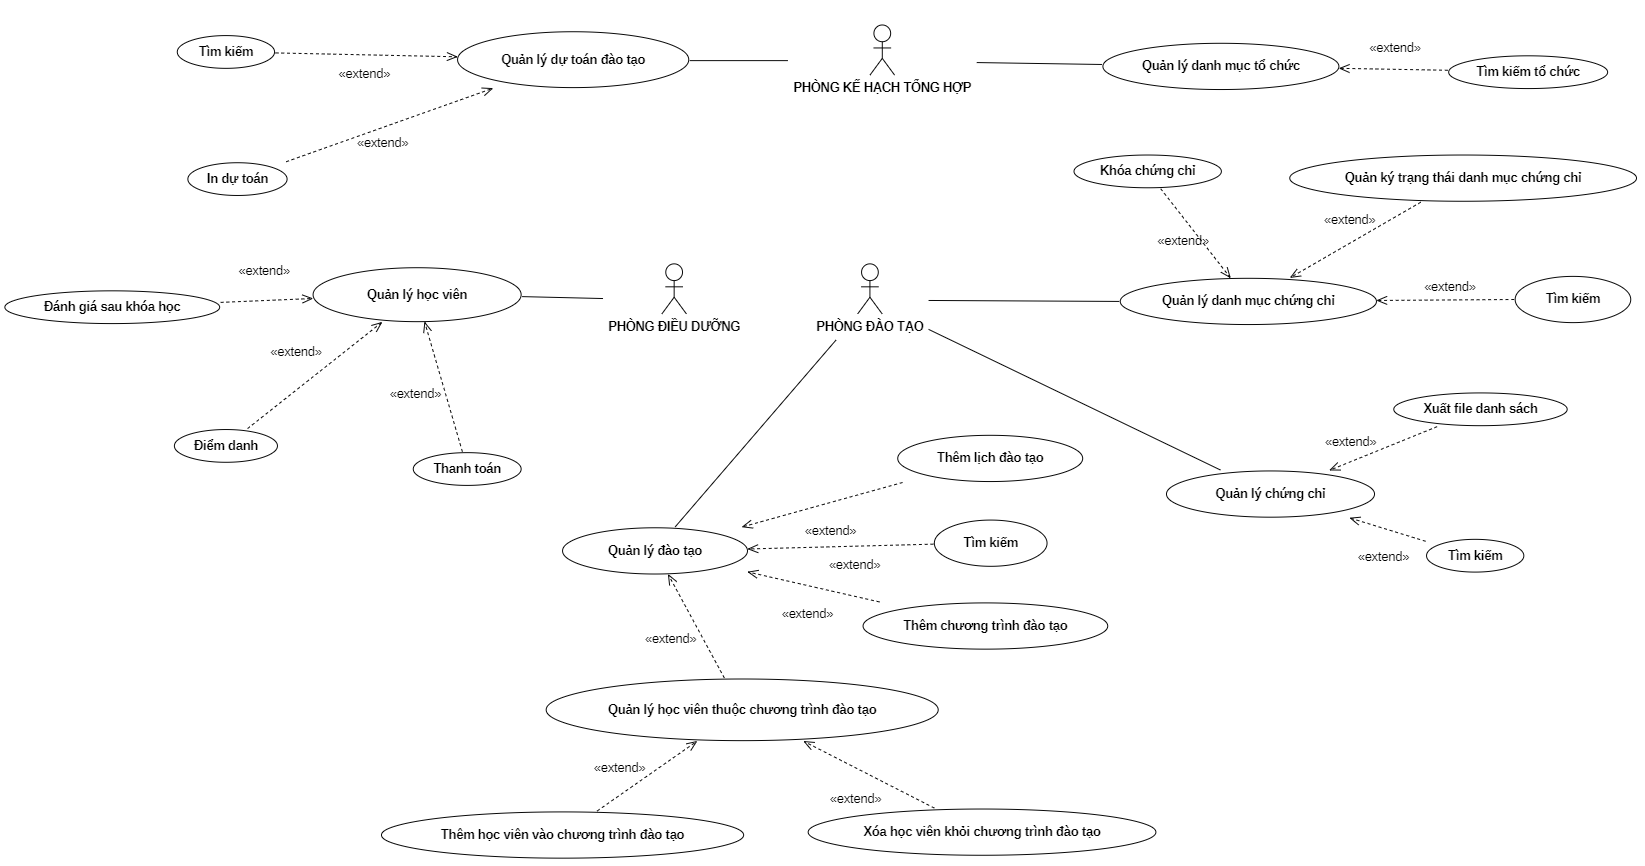 Tìm kiếm
«extend»
Quản lý dự toán đào tạo
«extend»
In dự toán
PHÒNG KẾ HẠCH TỔNG HỢP
Quản lý danh mục tổ chức
«extend»
Tìm kiếm tổ chức
Khóa chứng chỉ
Quản ký trạng thái danh mục chứng chỉ
«extend»
«extend»
«extend»
Đánh giá sau khóa học
Quản lý học viên
PHÒNG ĐIỀU DƯỠNG
PHÒNG ĐÀO TẠO
Quản lý danh mục chứng chỉ
«extend»
Tìm kiếm
«extend»
«extend»
Điểm danh
Thanh toán
Xuất file danh sách
«extend»
Quản lý chứng chỉ
«extend»
Tìm kiếm
Thêm lịch đào tạo
«extend»
Quản lý đào tạo
Tìm kiếm
«extend»
«extend»
Thêm chương trình đào tạo
«extend»
Quản lý học viên thuộc chương trình đào tạo
«extend»
«extend»
Thêm học viên vào chương trình đào tạo
Xóa học viên khỏi chương trình đào tạo